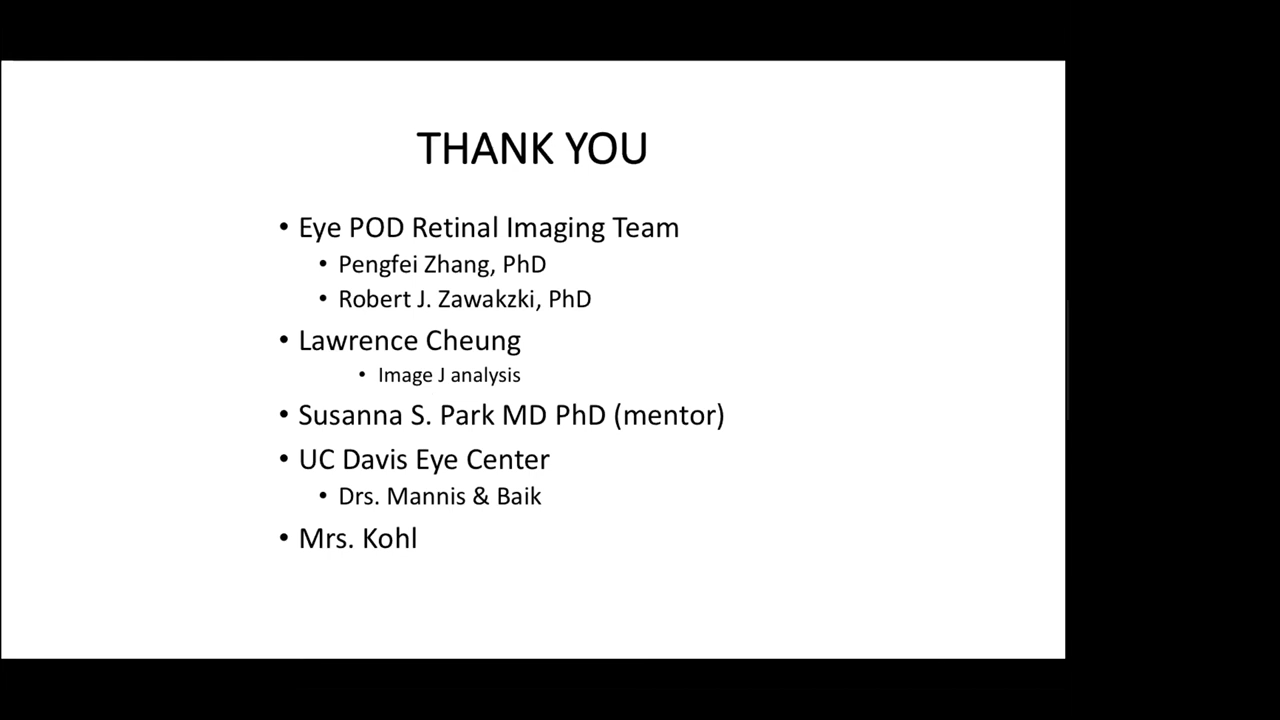 THANK YOU
• Eye POD Retinal Imaging Team
• Pengfei Zhang, PhD
• Robert J. Zawakzki, PhD
• Lawrence Cheung
• Image J analysis
• Susanna S. Park MD PhD (mentor)
• UC Davis Eye Center
• Drs. Mannis & Baik
• Mrs. Kohl